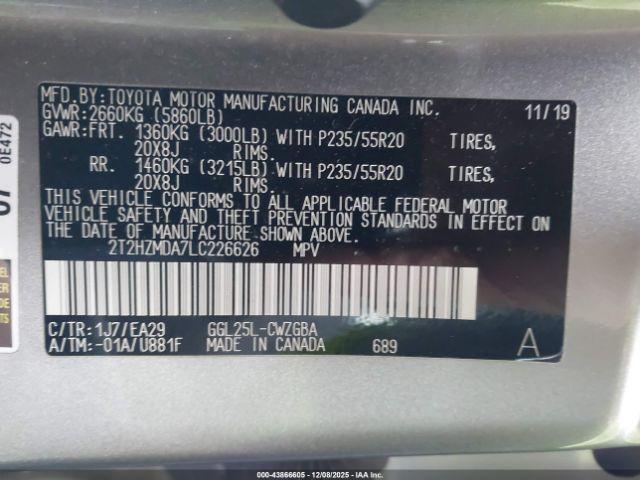 MFD.BY:TOYOTA MOTOR MANUFACTURING CANADA INC. 11/19
GVWR:2660KG (5860LB)
GAWR:FRT. 1360KG (3000LB) WITH P235/55R20 TIRES,
20X8J RIMS.
RR. 1460KG (3215LB) WITH P235/55R20 TIRES,
20X8J RIMS.
THIS VEHICLE CONFORMS TO ALL APPLICABLE FEDERAL MOTOR
VEHICLE SAFETY AND THEFT PREVENTION STANDARDS IN EFFECT ON
THE DATE OF MANUFACTURE SHOWN ABOVE.
2T2HZMDA7LC226626 MPV
C/TR:1J7/EA29 GGL25L-CWZGBA
A/TM:-01A/U881F MADE IN CANADA 689 A
0E472
12-43866605 - 12/08/2025 - IAAI.com